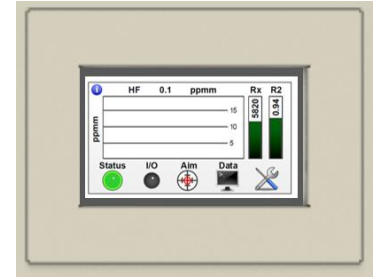 i
HF 0.1 ppmm Rx R2
5820 0.94
15
10
5
ppmm
Status I/O Aim Data